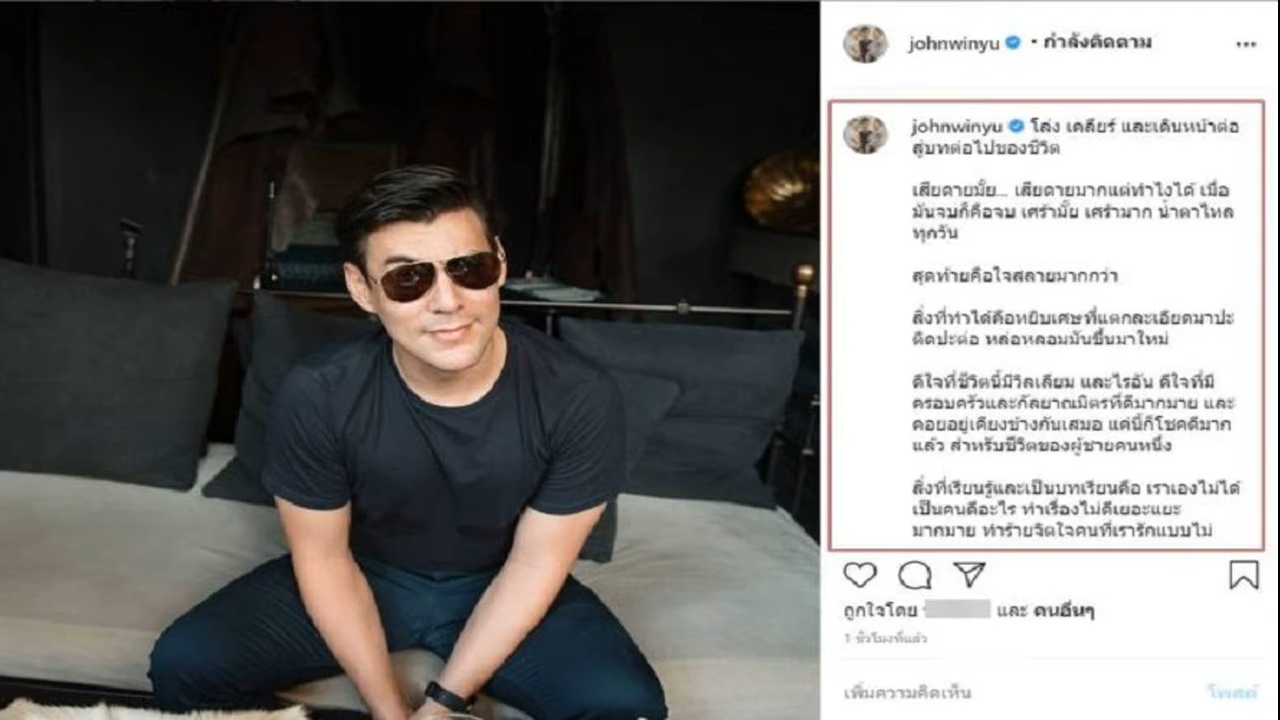 johnwinyu • กำลังติดตาม
johnwinyu โล่ง เคลียร์ และเดินหน้าต่อ
สู่บทต่อไปของชีวิต
เสียดายมั้ย... เสียดายมากแต่ทำไงได้ เมื่อ
มันจบก็คือจบ เศร้ามั้ย เศร้ามาก น้ำตาไหล
ทุกวัน
สุดท้ายคือใจสลายมากกว่า
สิ่งที่ทำได้คือหยิบเศษที่แตกละเอียดมาปะ
ติดปะต่อ หล่อหลอมมันขึ้นมาใหม่
ดีใจที่ชีวิตนี้มีวิลเลียม และไรอัน ดีใจที่มี
ครอบครัวและกัลยาณมิตรที่ดีมากมาย และ
คอยอยู่เคียงข้างกันเสมอ แค่นี้ก็โชคดีมาก
แล้ว สำหรับชีวิตของผู้ชายคนหนึ่ง
สิ่งที่เรียนรู้และเป็นบทเรียนคือ เราเองไม่ได้
เป็นคนดีอะไร ทำเรื่องไม่ดีเยอะแยะ
มากมาย ทำร้ายจิตใจคนที่เรารักแบบไม่
ถูกใจโดย และ คนอื่นๆ
1 ชั่วโมงที่แล้ว
เพิ่มความคิดเห็น โพสต์